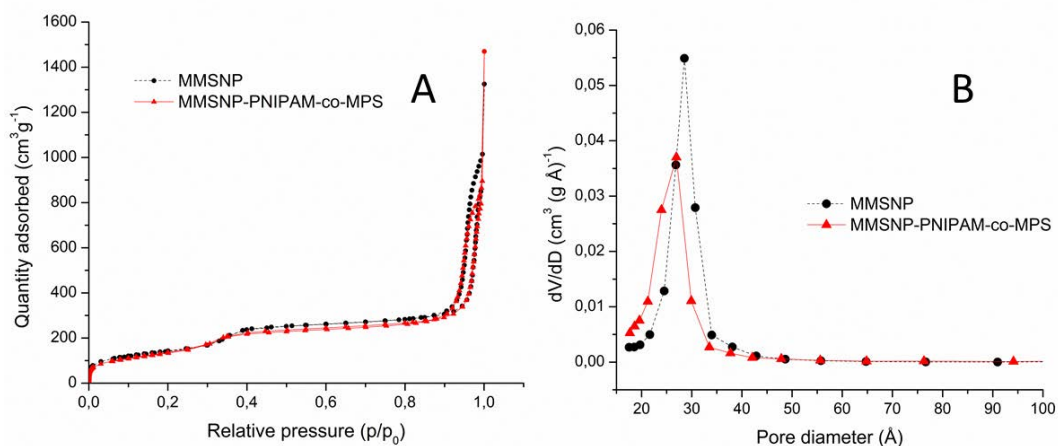 1600
1400
1200
1000
800
600
400
200
0
Quantity adsorbed (cm³g⁻¹)
MMSNP
MMSNP-PNIPAM-co-MPS
A
0,0 0,2 0,4 0,6 0,8 1,0
Relative pressure (p/p₀)
0,06
0,05
0,04
0,03
0,02
0,01
0,00
dV/dD (cm³ (g Å)⁻¹)
B
MMSNP
MMSNP-PNIPAM-co-MPS
20 30 40 50 60 70 80 90 100
Pore diameter (Å)